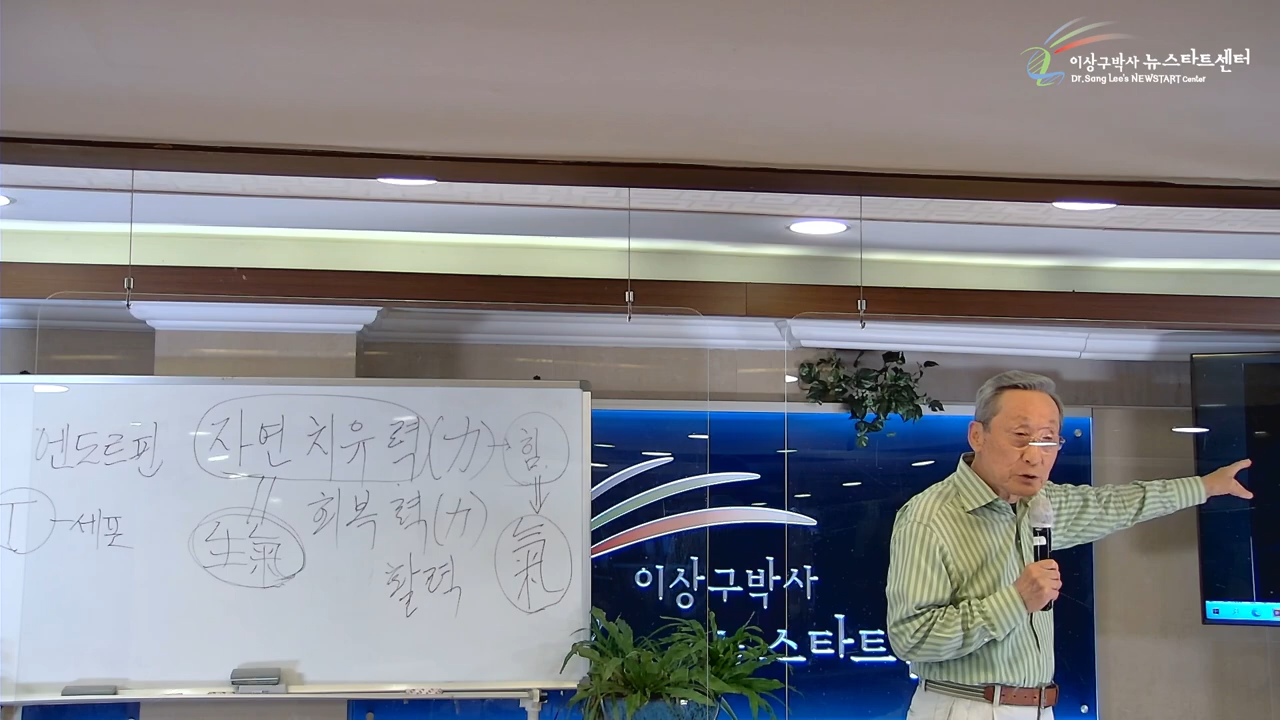 이상구박사 뉴스타트센터
Dr. Sang Lee's NEWSTART Center
엔도르핀 자연치유력(力)-힘
T-세포 生氣 회복력(力) 氣
활력
이상구박사
뉴스타트